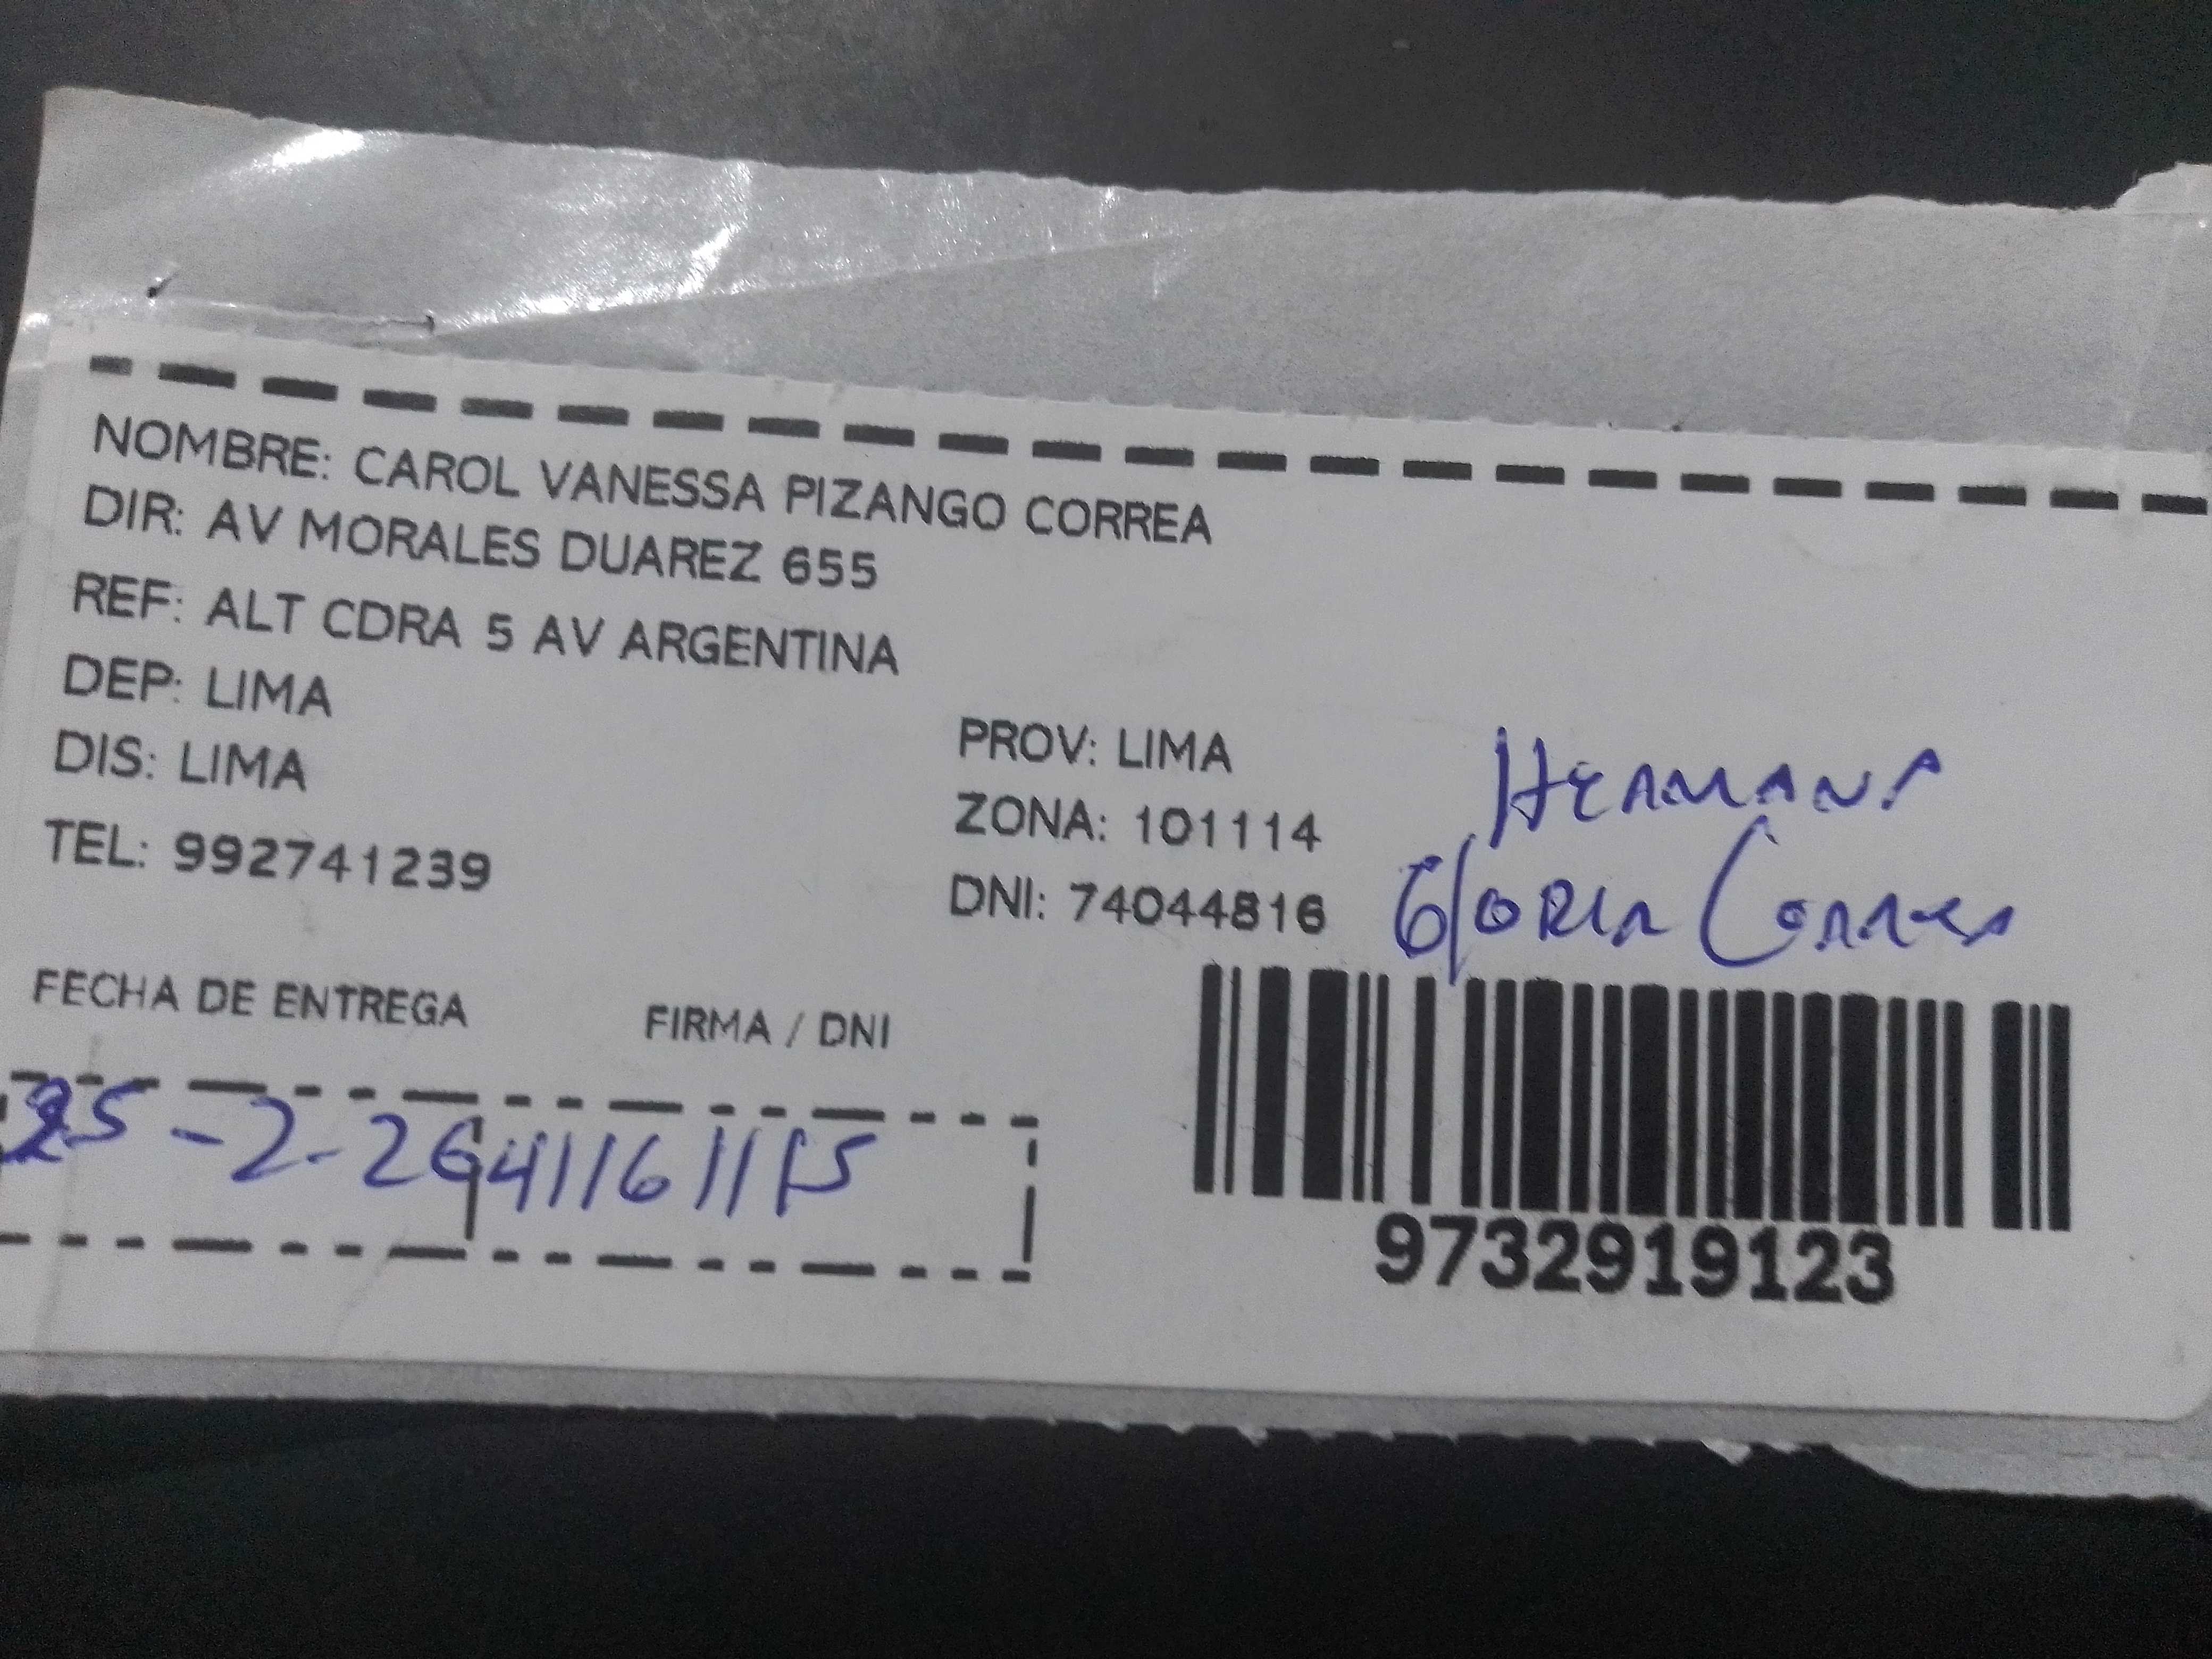 NOMBRE: CAROL VANESSA PIZANGO CORREA
DIR: AV MORALES DUAREZ 655
REF: ALT CDRA 5 AV ARGENTINA
DEP: LIMA
PROV: LIMA
DIS: LIMA
ZONA: 101114
TEL: 992741239
DNI: 74044816
HERMANA
GlORIA CORREA
FECHA DE ENTREGA
FIRMA / DNI
25-2-26
41161115
9732919123